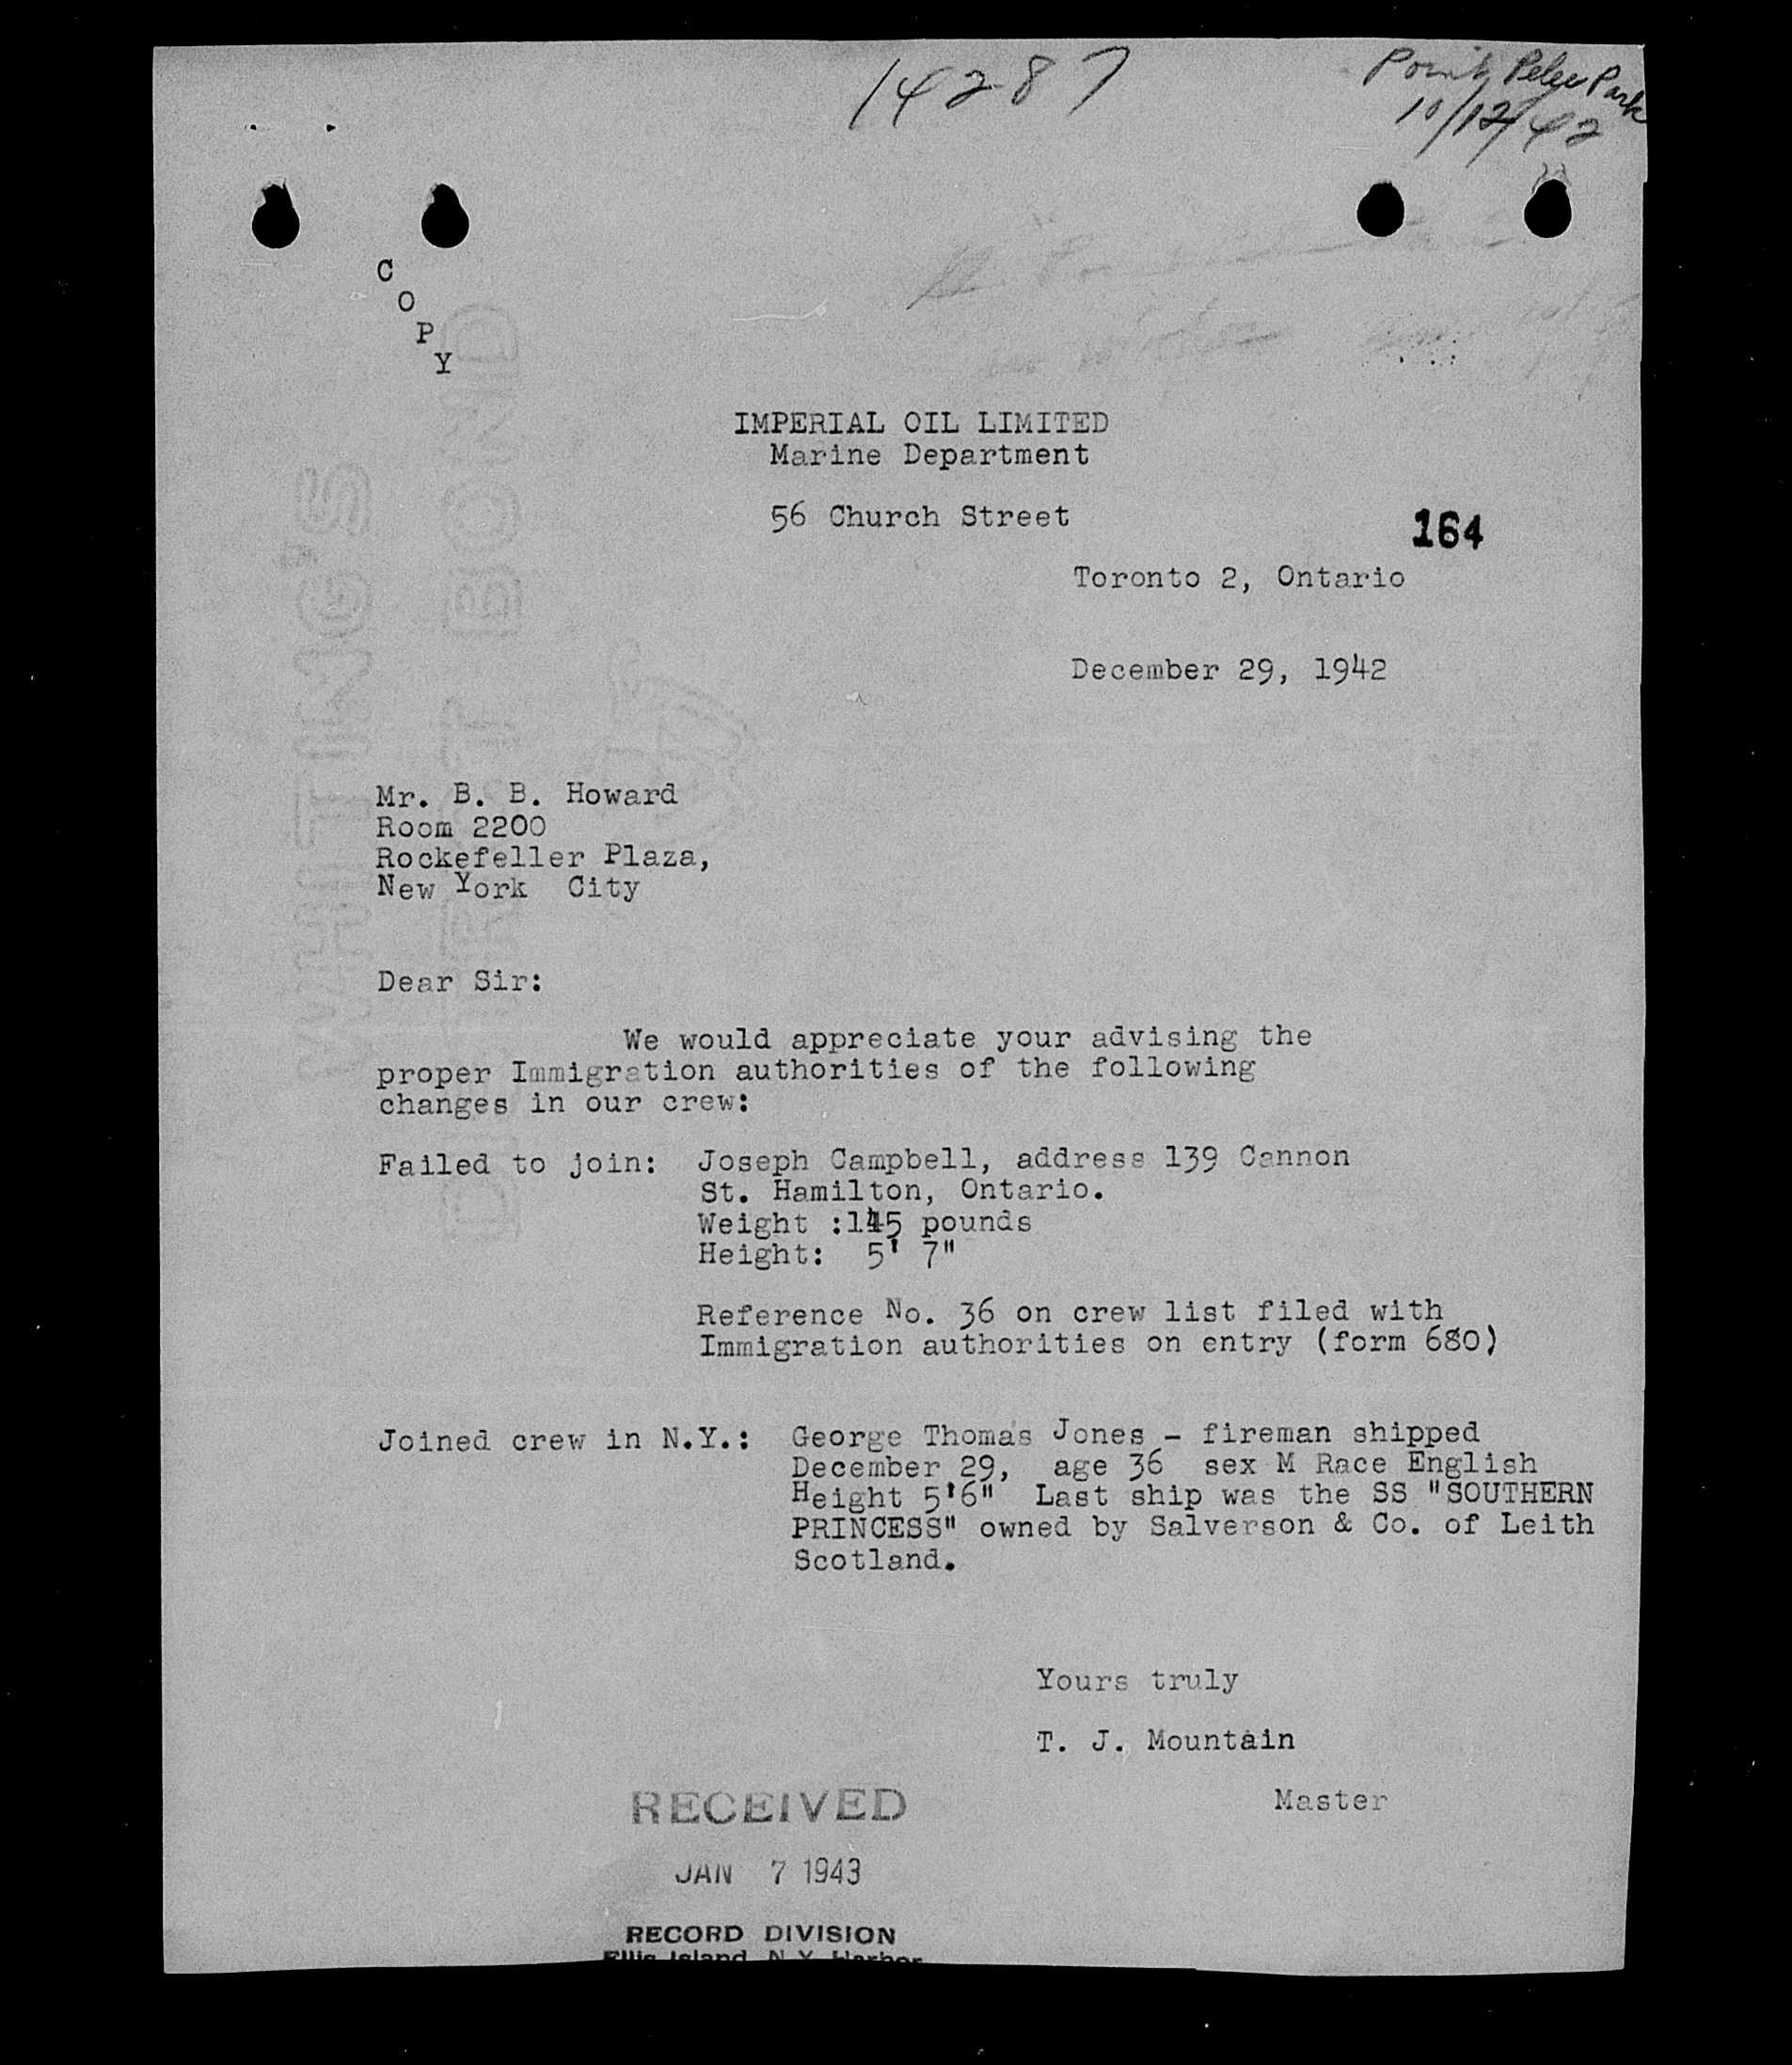 14287
Point Pelee Park
10/12/42
C
O
P
Y
IMPERIAL OIL LIMITED
Marine Department
56 Church Street
164
Toronto 2, Ontario
December 29, 1942
Mr. B. B. Howard
Room 2200
Rockefeller Plaza,
New York City
Dear Sir:
We would appreciate your advising the
proper Immigration authorities of the following
changes in our crew:
Failed to join: Joseph Campbell, address 139 Cannon
St. Hamilton, Ontario.
Weight :145 pounds
Height: 5' 7"
Reference No. 36 on crew list filed with
Immigration authorities on entry (form 680)
Joined crew in N.Y.: George Thomas Jones - fireman shipped
December 29, age 36 sex M Race English
Height 5'6" Last ship was the SS "SOUTHERN
PRINCESS" owned by Salverson & Co. of Leith
Scotland.
Yours truly
T. J. Mountain
Master
RECEIVED
JAN 7 1943
RECORD DIVISION
Ellis Island, N.Y. Harbor
WHITING'S
BOND